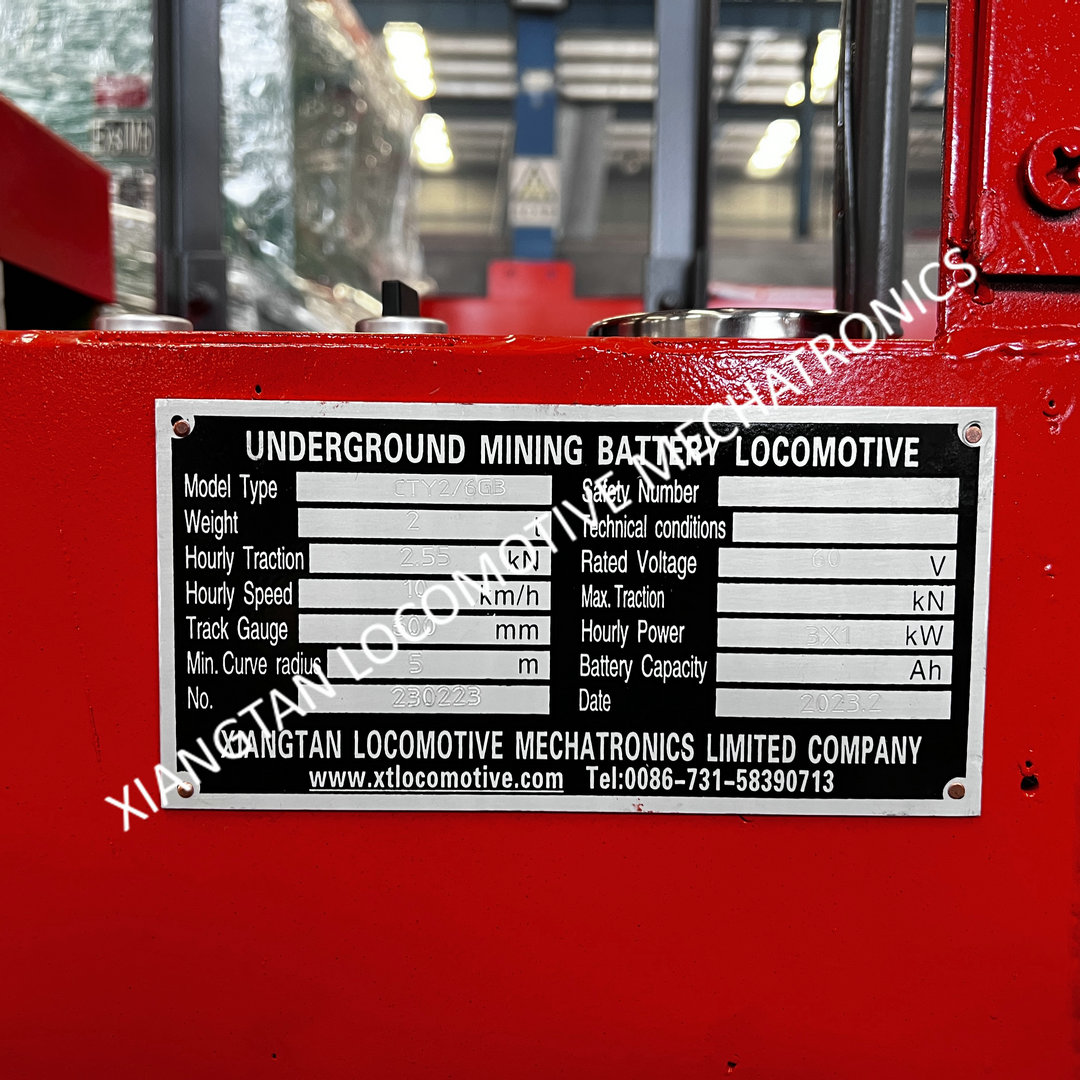 UNDERGROUND MINING BATTERY LOCOMOTIVE
Model Type CTY2/6GB
Weight 2 t
Hourly Traction 2.55 kN
Hourly Speed 10 km/h
Track Gauge 500 mm
Min. Curve radius 5 m
No. 230223
Safety Number
Technical conditions
Rated Voltage 60 V
Max. Traction kN
Hourly Power 3X1 kW
Battery Capacity Ah
Date 2023.2
XIANGTAN LOCOMOTIVE MECHATRONICS LIMITED COMPANY
www.xtlocomotive.com Tel:0086-731-58390713
XIANGTAN LOCOMOTIVE MECHATRONICS